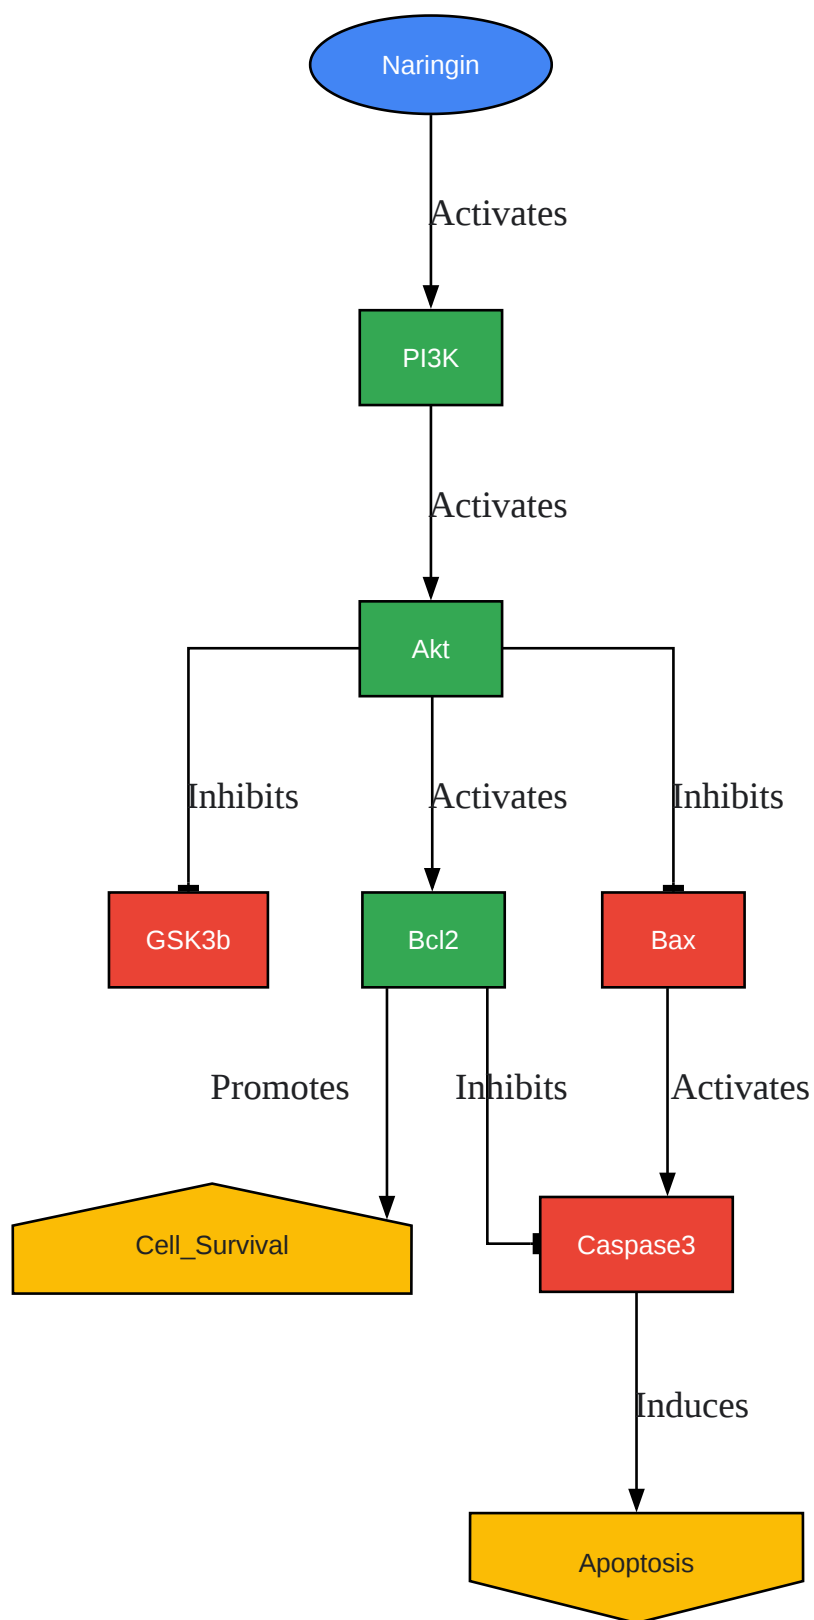 Naringin
Activates
PI3K
Activates
Akt
Inhibits
Activates
Inhibits
GSK3b
Bcl2
Bax
Promotes
Inhibits
Activates
Cell_Survival
Caspase3
Induces
Apoptosis